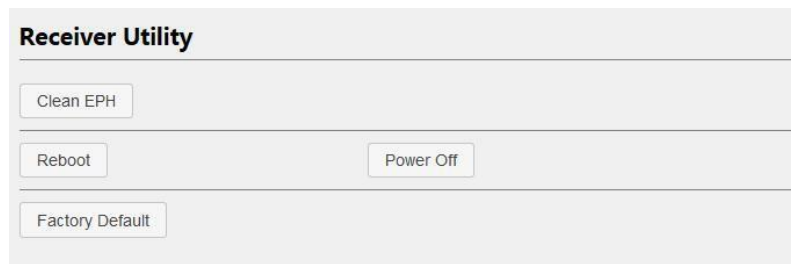 Receiver Utility
Clean EPH
Reboot Power Off
Factory Default